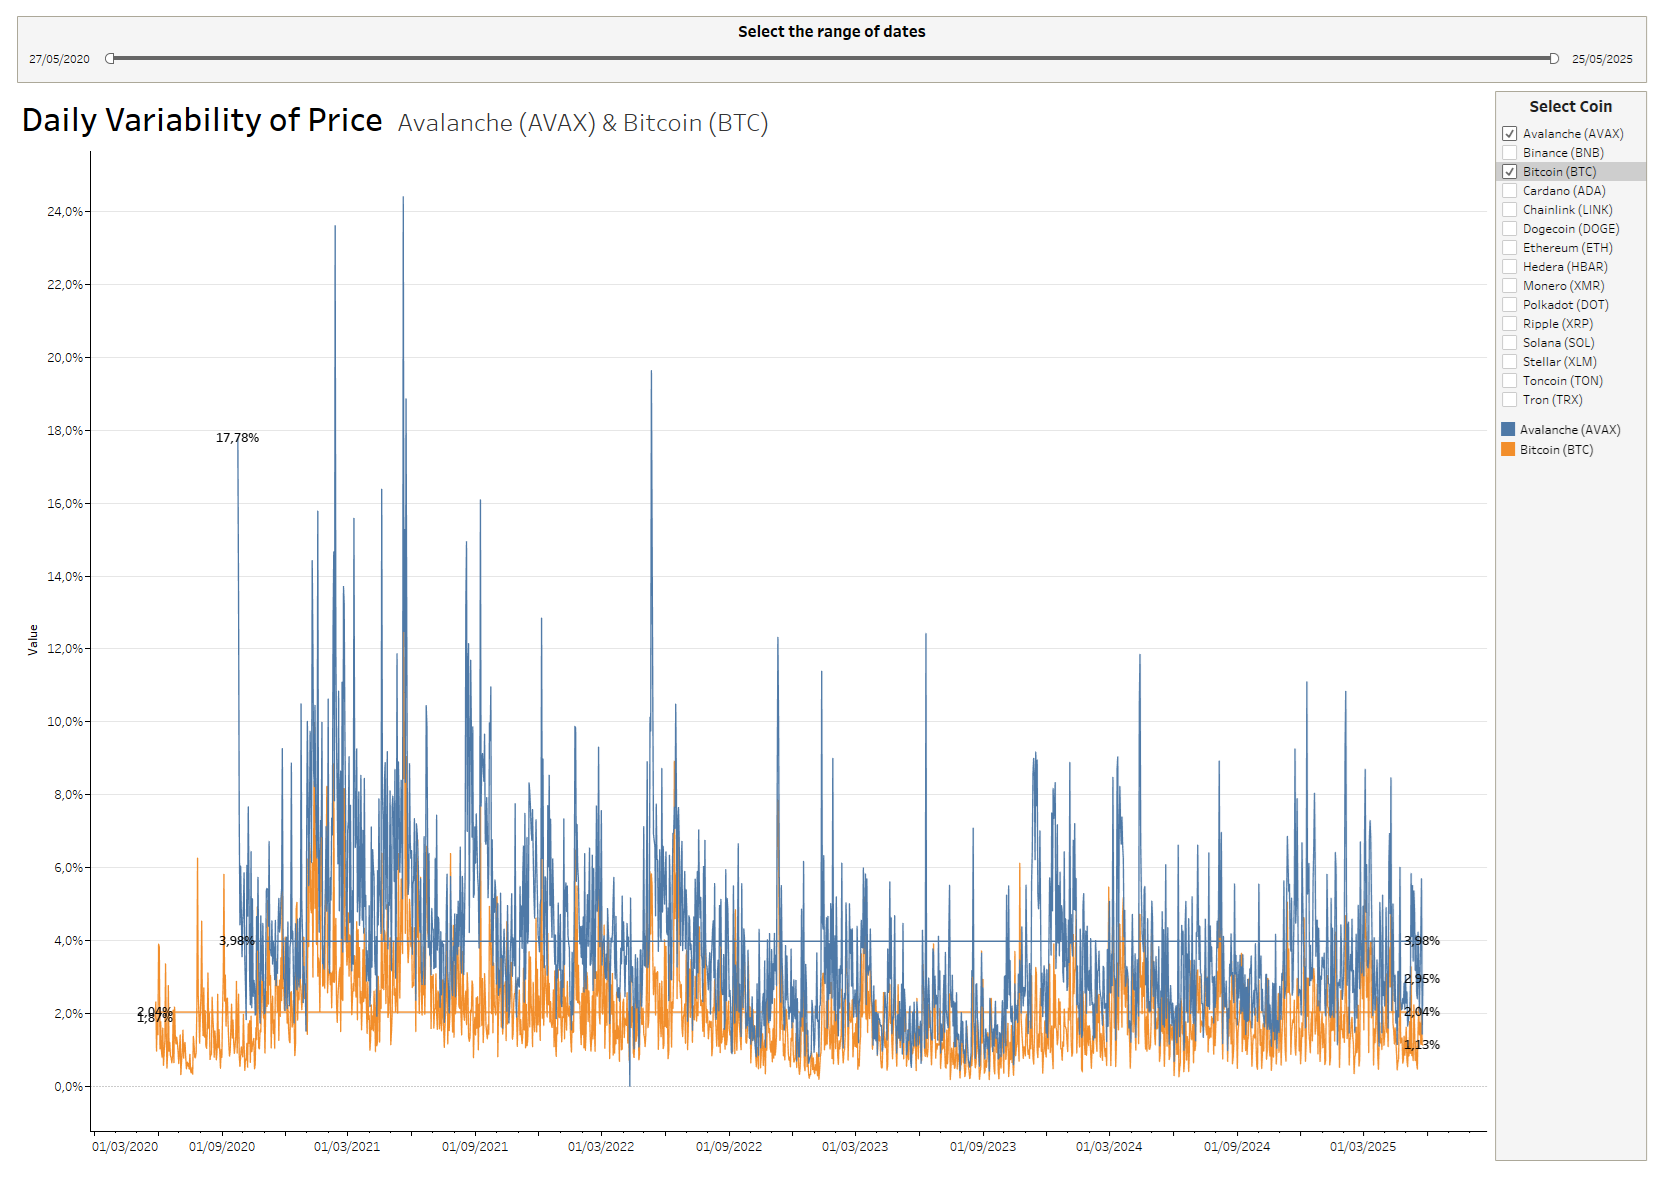 Select the range of dates
27/05/2020
25/05/2025
Daily Variability of Price Avalanche (AVAX) & Bitcoin (BTC)
Value
24,0%
22,0%
20,0%
18,0%
16,0%
14,0%
12,0%
10,0%
8,0%
6,0%
4,0%
2,0%
0,0%
17,78%
3,98%
2,04%
1,87%
3,98%
2,95%
2,04%
1,13%
01/03/2020
01/09/2020
01/03/2021
01/09/2021
01/03/2022
01/09/2022
01/03/2023
01/09/2023
01/03/2024
01/09/2024
01/03/2025
Select Coin
Avalanche (AVAX)
Binance (BNB)
Bitcoin (BTC)
Cardano (ADA)
Chainlink (LINK)
Dogecoin (DOGE)
Ethereum (ETH)
Hedera (HBAR)
Monero (XMR)
Polkadot (DOT)
Ripple (XRP)
Solana (SOL)
Stellar (XLM)
Toncoin (TON)
Tron (TRX)
Avalanche (AVAX)
Bitcoin (BTC)